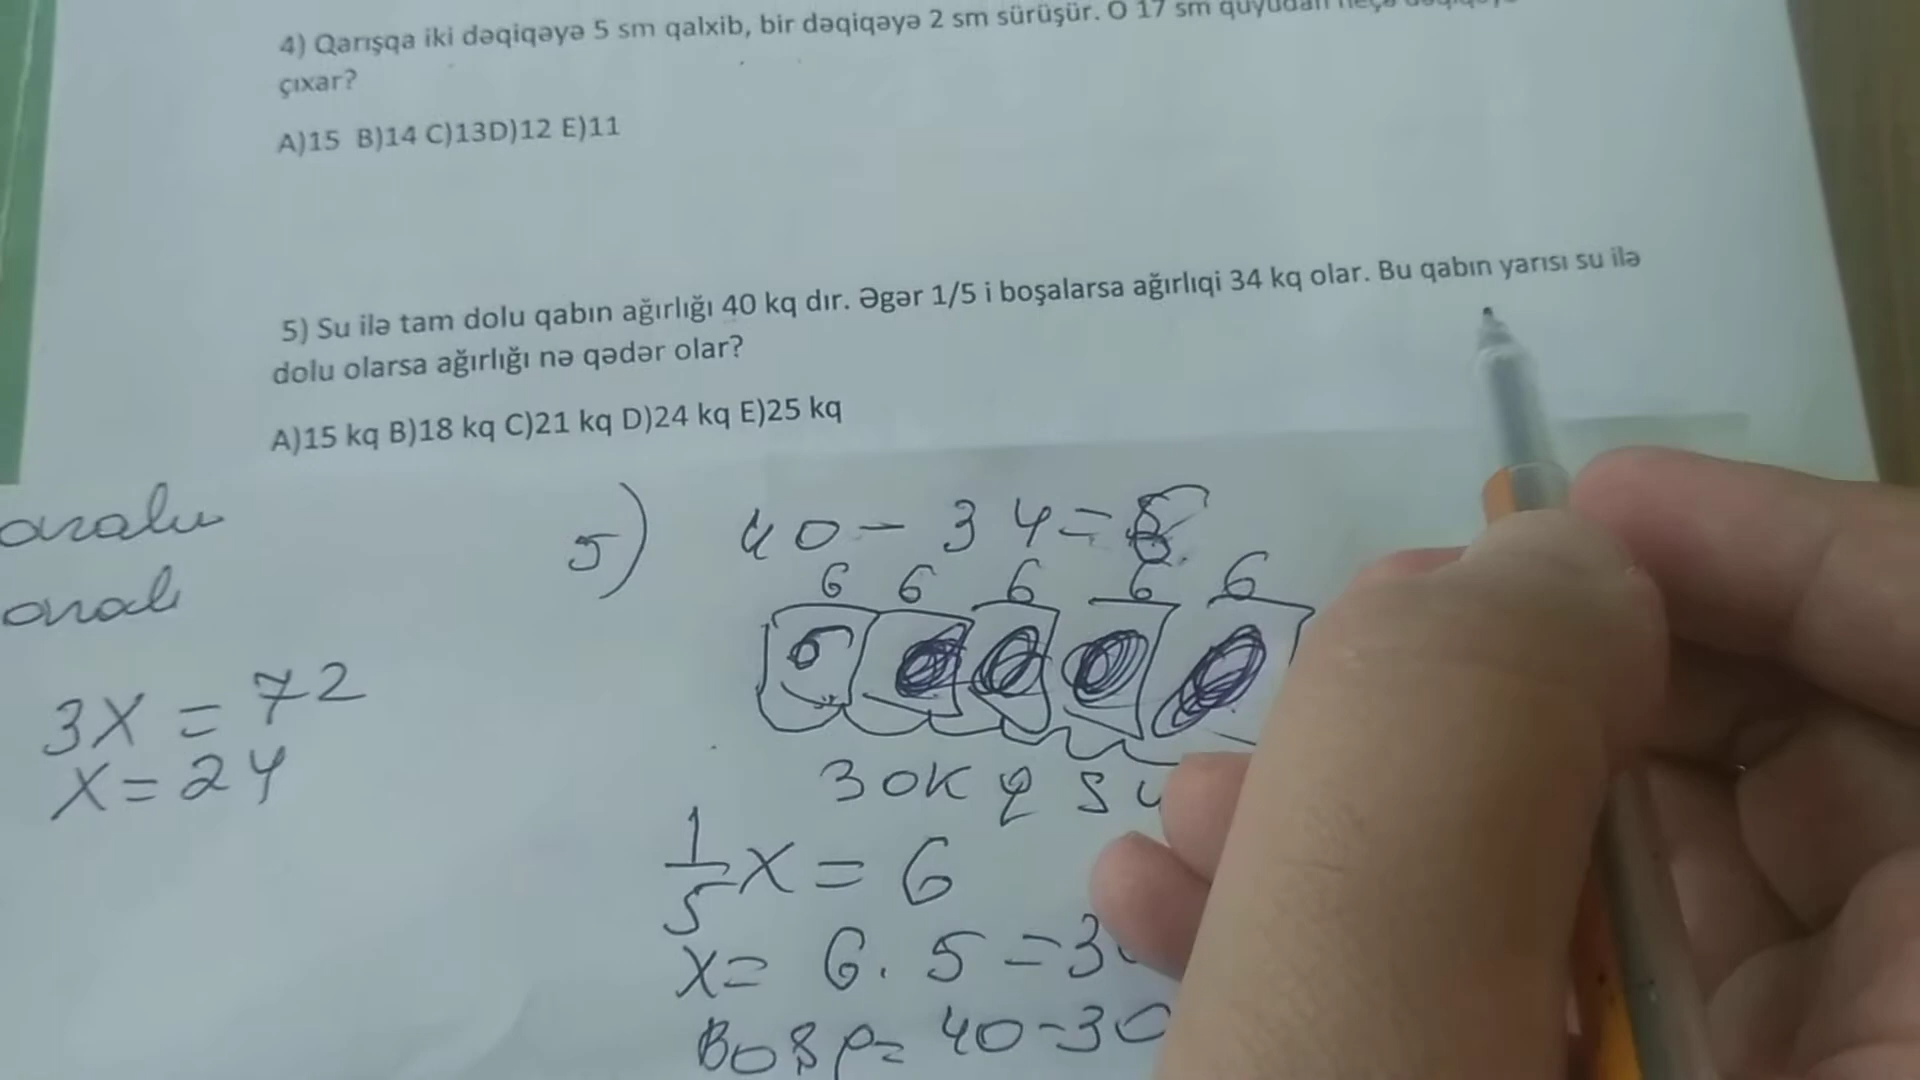 4) Qarışqa iki dəqiqəyə 5 sm qalxıb, bir dəqiqəyə 2 sm sürüşür. O 17 sm quyudan neçə
çıxar?
A)15 B)14 C)13D)12 E)11
5) Su ilə tam dolu qabın ağırlığı 40 kq dır. Əgər 1/5 i boşalarsa ağırlıqi 34 kq olar. Bu qabın yarısı su ilə
dolu olarsa ağırlığı nə qədər olar?
A)15 kq B)18 kq C)21 kq D)24 kq E)25 kq
3x = 72
x = 24
5) 40 - 34 = 6
6 6 6 6 6
30 kq su
1/5 x = 6
x = 6 . 5 = 3
40 - 30